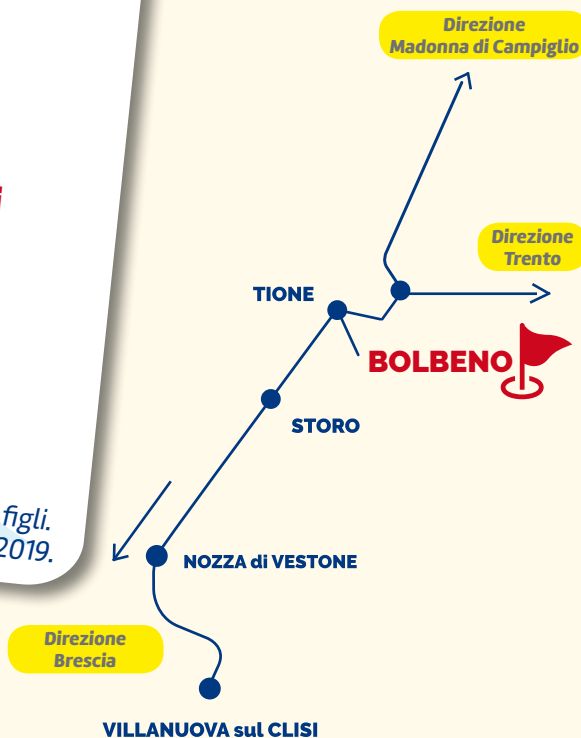 Direzione
Madonna di Campiglio
i
Direzione
Trento
TIONE
BOLBENO
STORO
figli.
2019.
NOZZA di VESTONE
Direzione
Brescia
VILLANUOVA sul CLISI